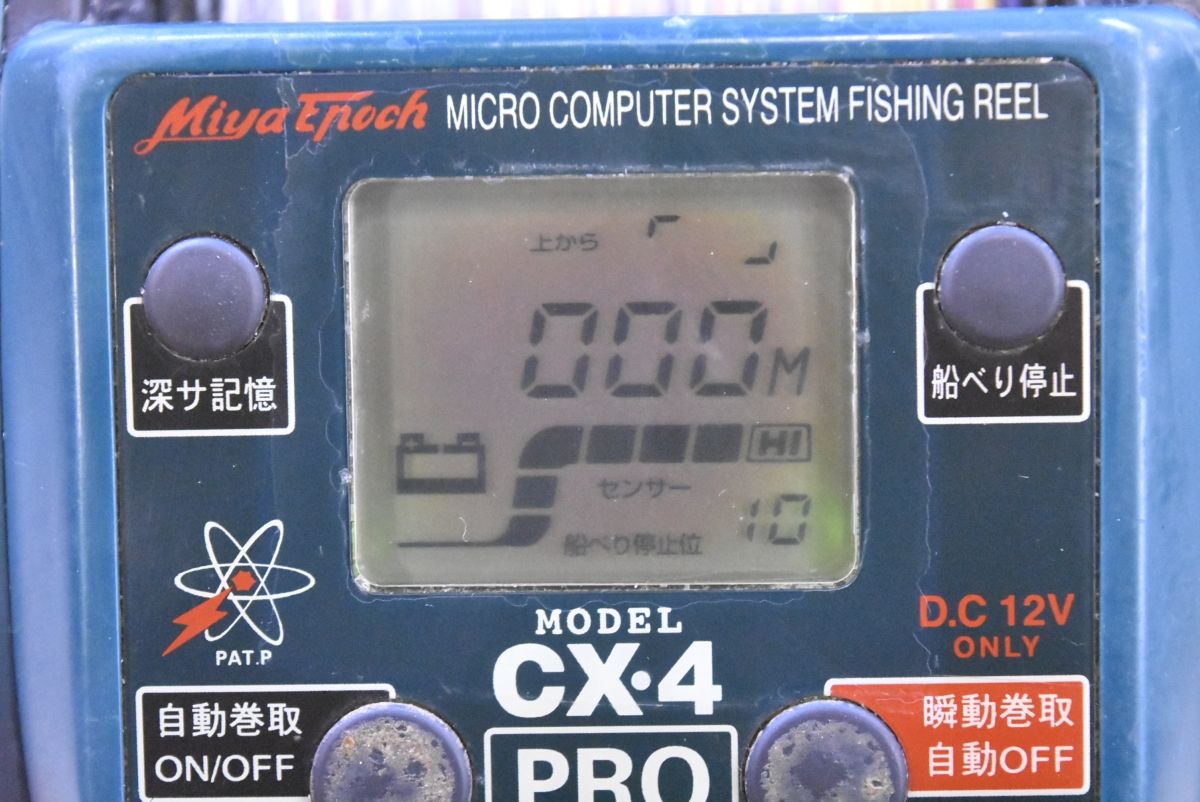 Miya Epoch MICRO COMPUTER SYSTEM FISHING REEL
上から
000M
深サ記憶
船べり停止
HI
センサー
船べり停止位
10
PAT.P
MODEL
CX·4
PRO
D.C 12V
ONLY
自動巻取
ON/OFF
瞬動巻取
自動OFF